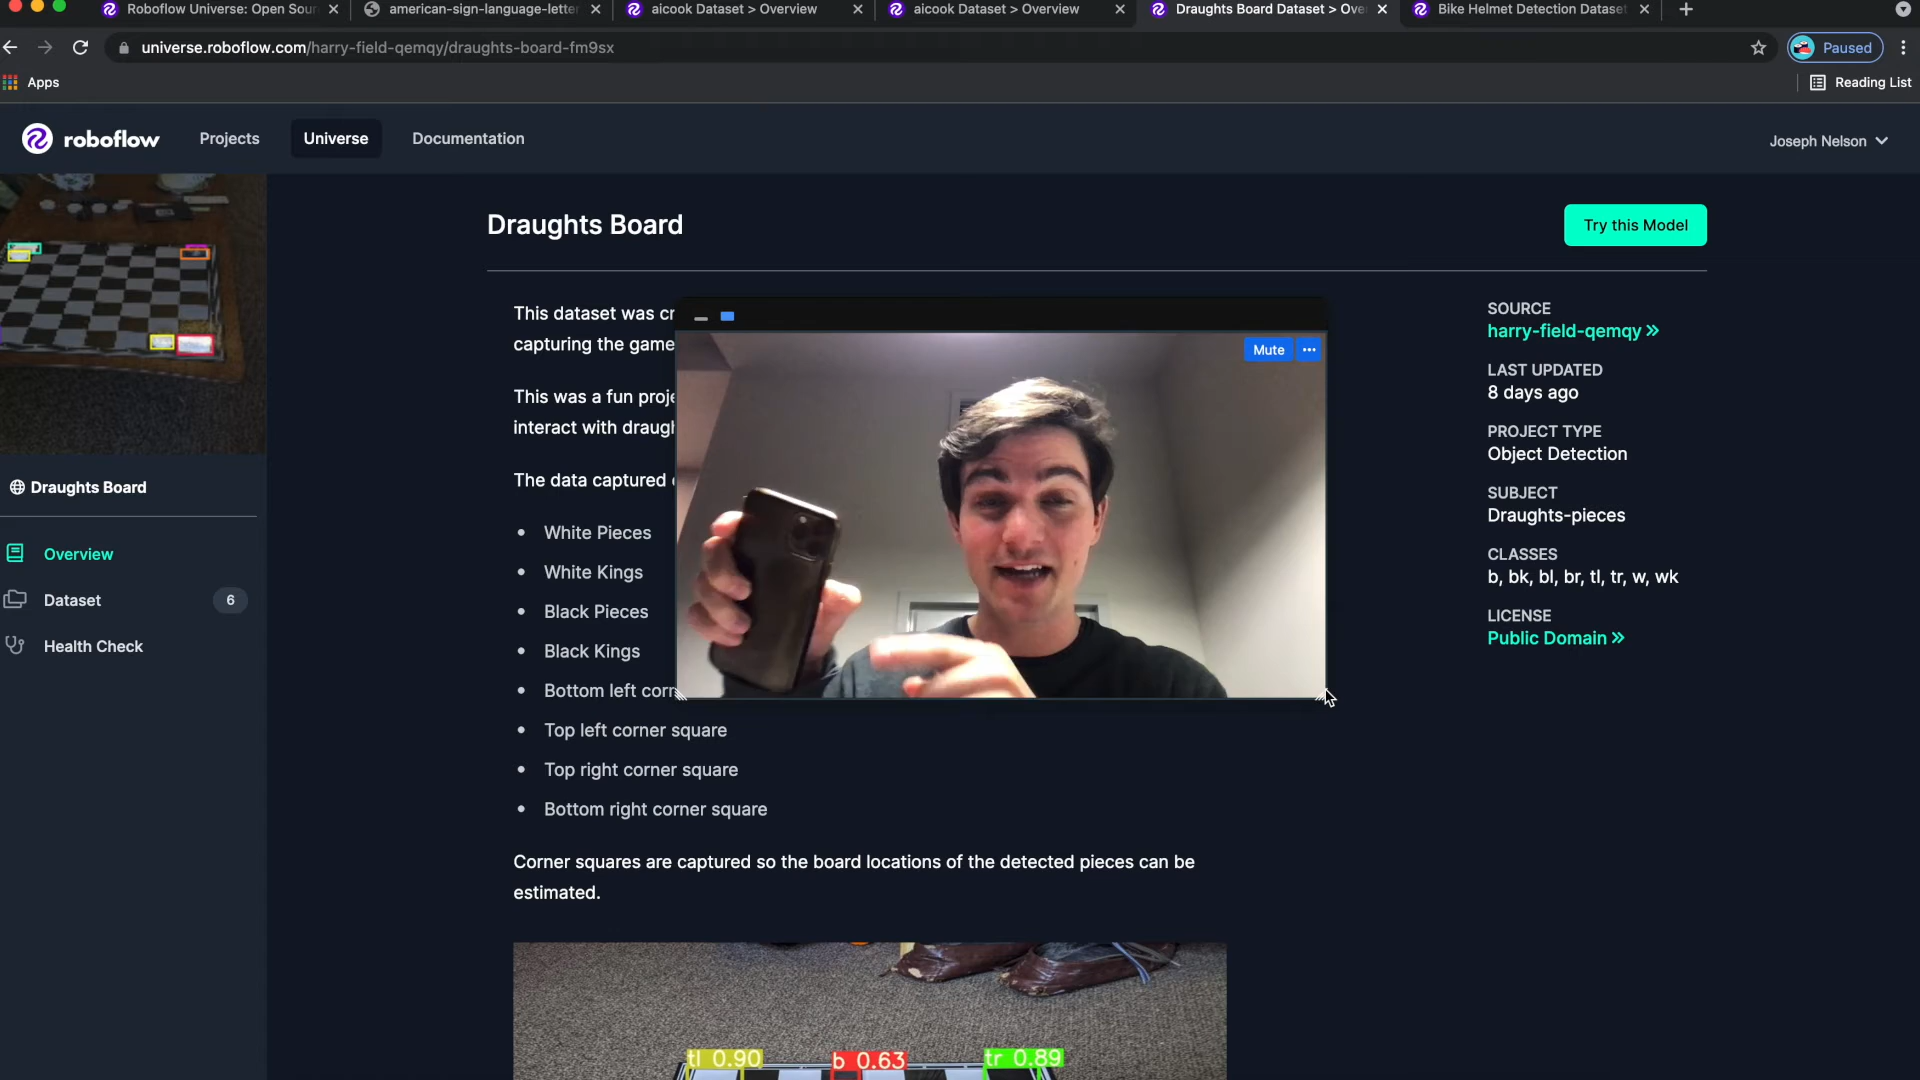 Roboflow Universe: Open Sour
american-sign-language-letter
aicook Dataset > Overview
aicook Dataset > Overview
Draughts Board Dataset > Ove
Bike Helmet Detection Dataset
universe.roboflow.com/harry-field-qemqy/draughts-board-fm9sx
Paused
Apps
Reading List
roboflow
Projects
Universe
Documentation
Joseph Nelson
Draughts Board
Try this Model
This dataset was cr
capturing the game
This was a fun proje
interact with draugh
The data captured
White Pieces
White Kings
Black Pieces
Black Kings
Bottom left corn
Top left corner square
Top right corner square
Bottom right corner square
Corner squares are captured so the board locations of the detected pieces can be
estimated.
Mute
SOURCE
harry-field-qemqy »
LAST UPDATED
8 days ago
PROJECT TYPE
Object Detection
SUBJECT
Draughts-pieces
CLASSES
b, bk, bl, br, tl, tr, w, wk
LICENSE
Public Domain »
Draughts Board
Overview
Dataset
6
Health Check
tl 0.90
b 0.63
tr 0.89